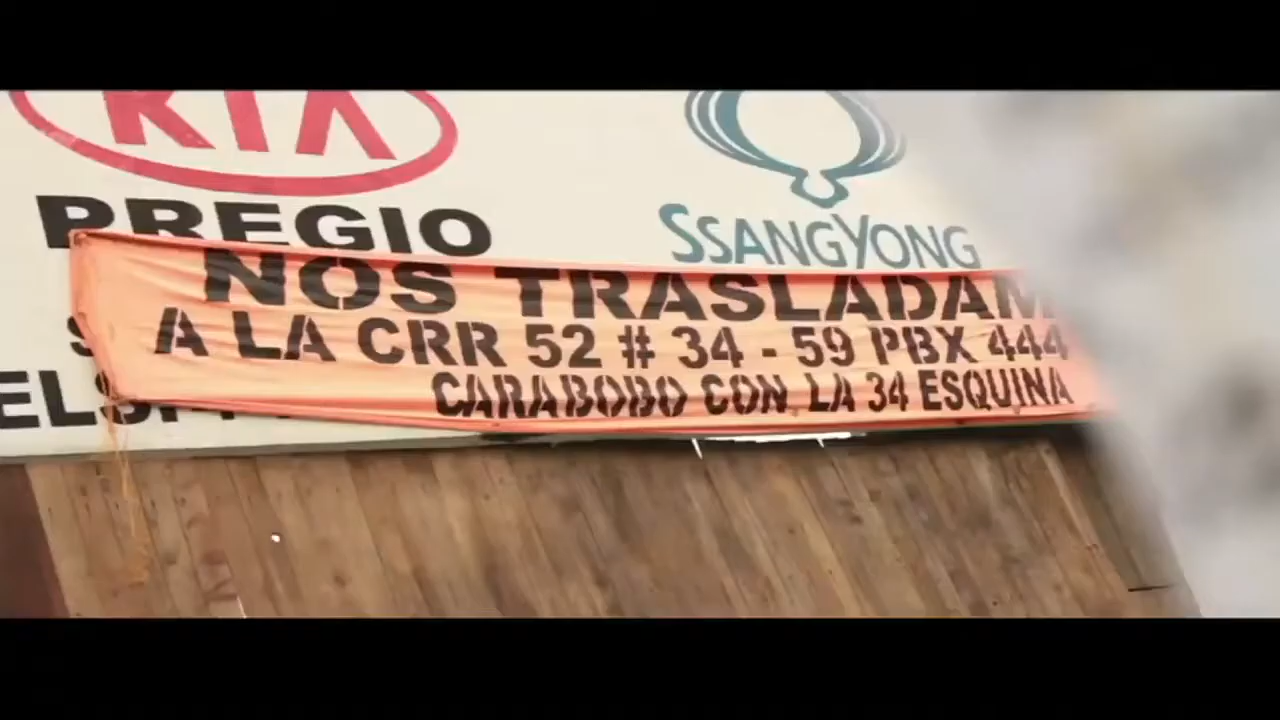 KIA
SSANGYONG
PREGIO
NOS TRASLADAM
A LA CRR 52 # 34 - 59 PBX 444
CARABOBO CON LA 34 ESQUINA